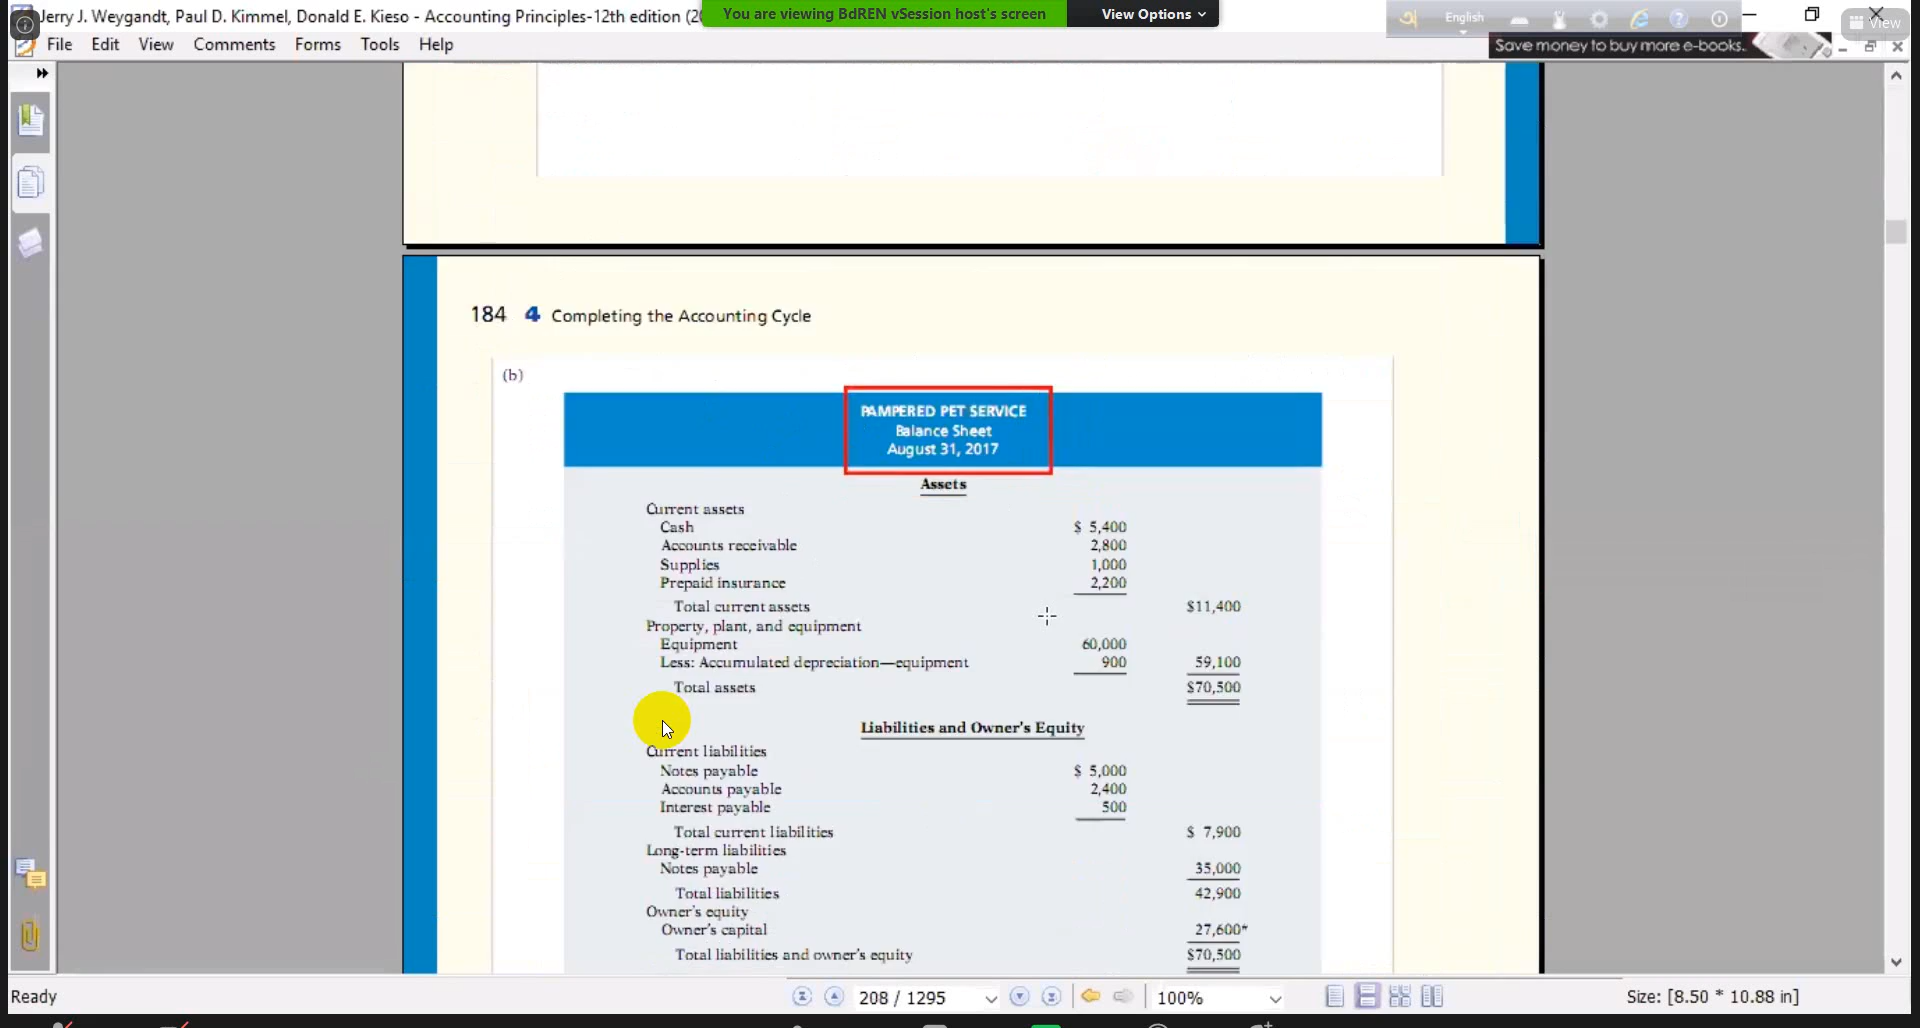 Jerry J. Weygandt, Paul D. Kimmel, Donald E. Kieso - Accounting Principles-12th edition (20
You are viewing BdREN vSession host's screen
View Options
English
View
File Edit View Comments Forms Tools Help
Save money to buy more e-books..
184 4 Completing the Accounting Cycle
(b)
PAMPERED PET SERVICE
Balance Sheet
August 31, 2017
Assets
Current assets
Cash $ 5,400
Accounts receivable 2,800
Supplies 1,000
Prepaid insurance 2,200
Total current assets $11,400
Property, plant, and equipment
Equipment 60,000
Less: Accumulated depreciation—equipment 900 59,100
Total assets $70,500
Liabilities and Owner's Equity
Current liabilities
Notes payable $ 5,000
Accounts payable 2,400
Interest payable 500
Total current liabilities $ 7,900
Long-term liabilities
Notes payable 35,000
Total liabilities 42,900
Owner's equity
Owner's capital 27,600*
Total liabilities and owner's equity $70,500
Ready
208 / 1295
100%
Size: [8.50 * 10.88 in]